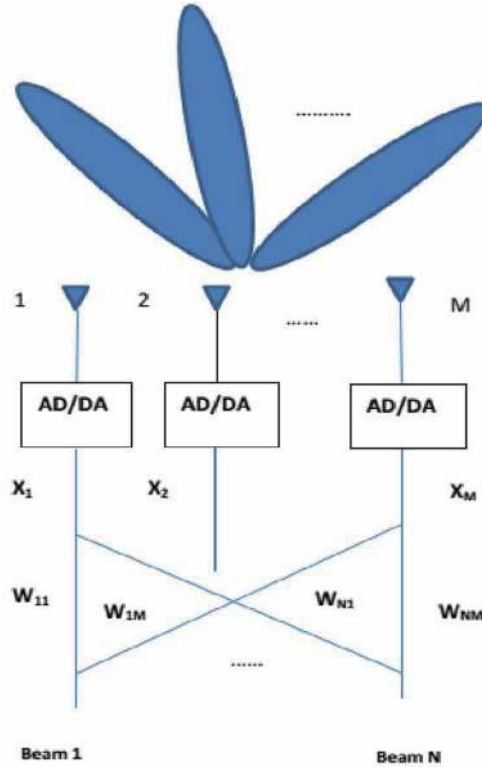 ..........
1 2 ...... M
AD/DA AD/DA AD/DA
X₁ X₂ X_M
W₁₁ W₁M W_N1 W_NM
......
Beam 1 Beam N